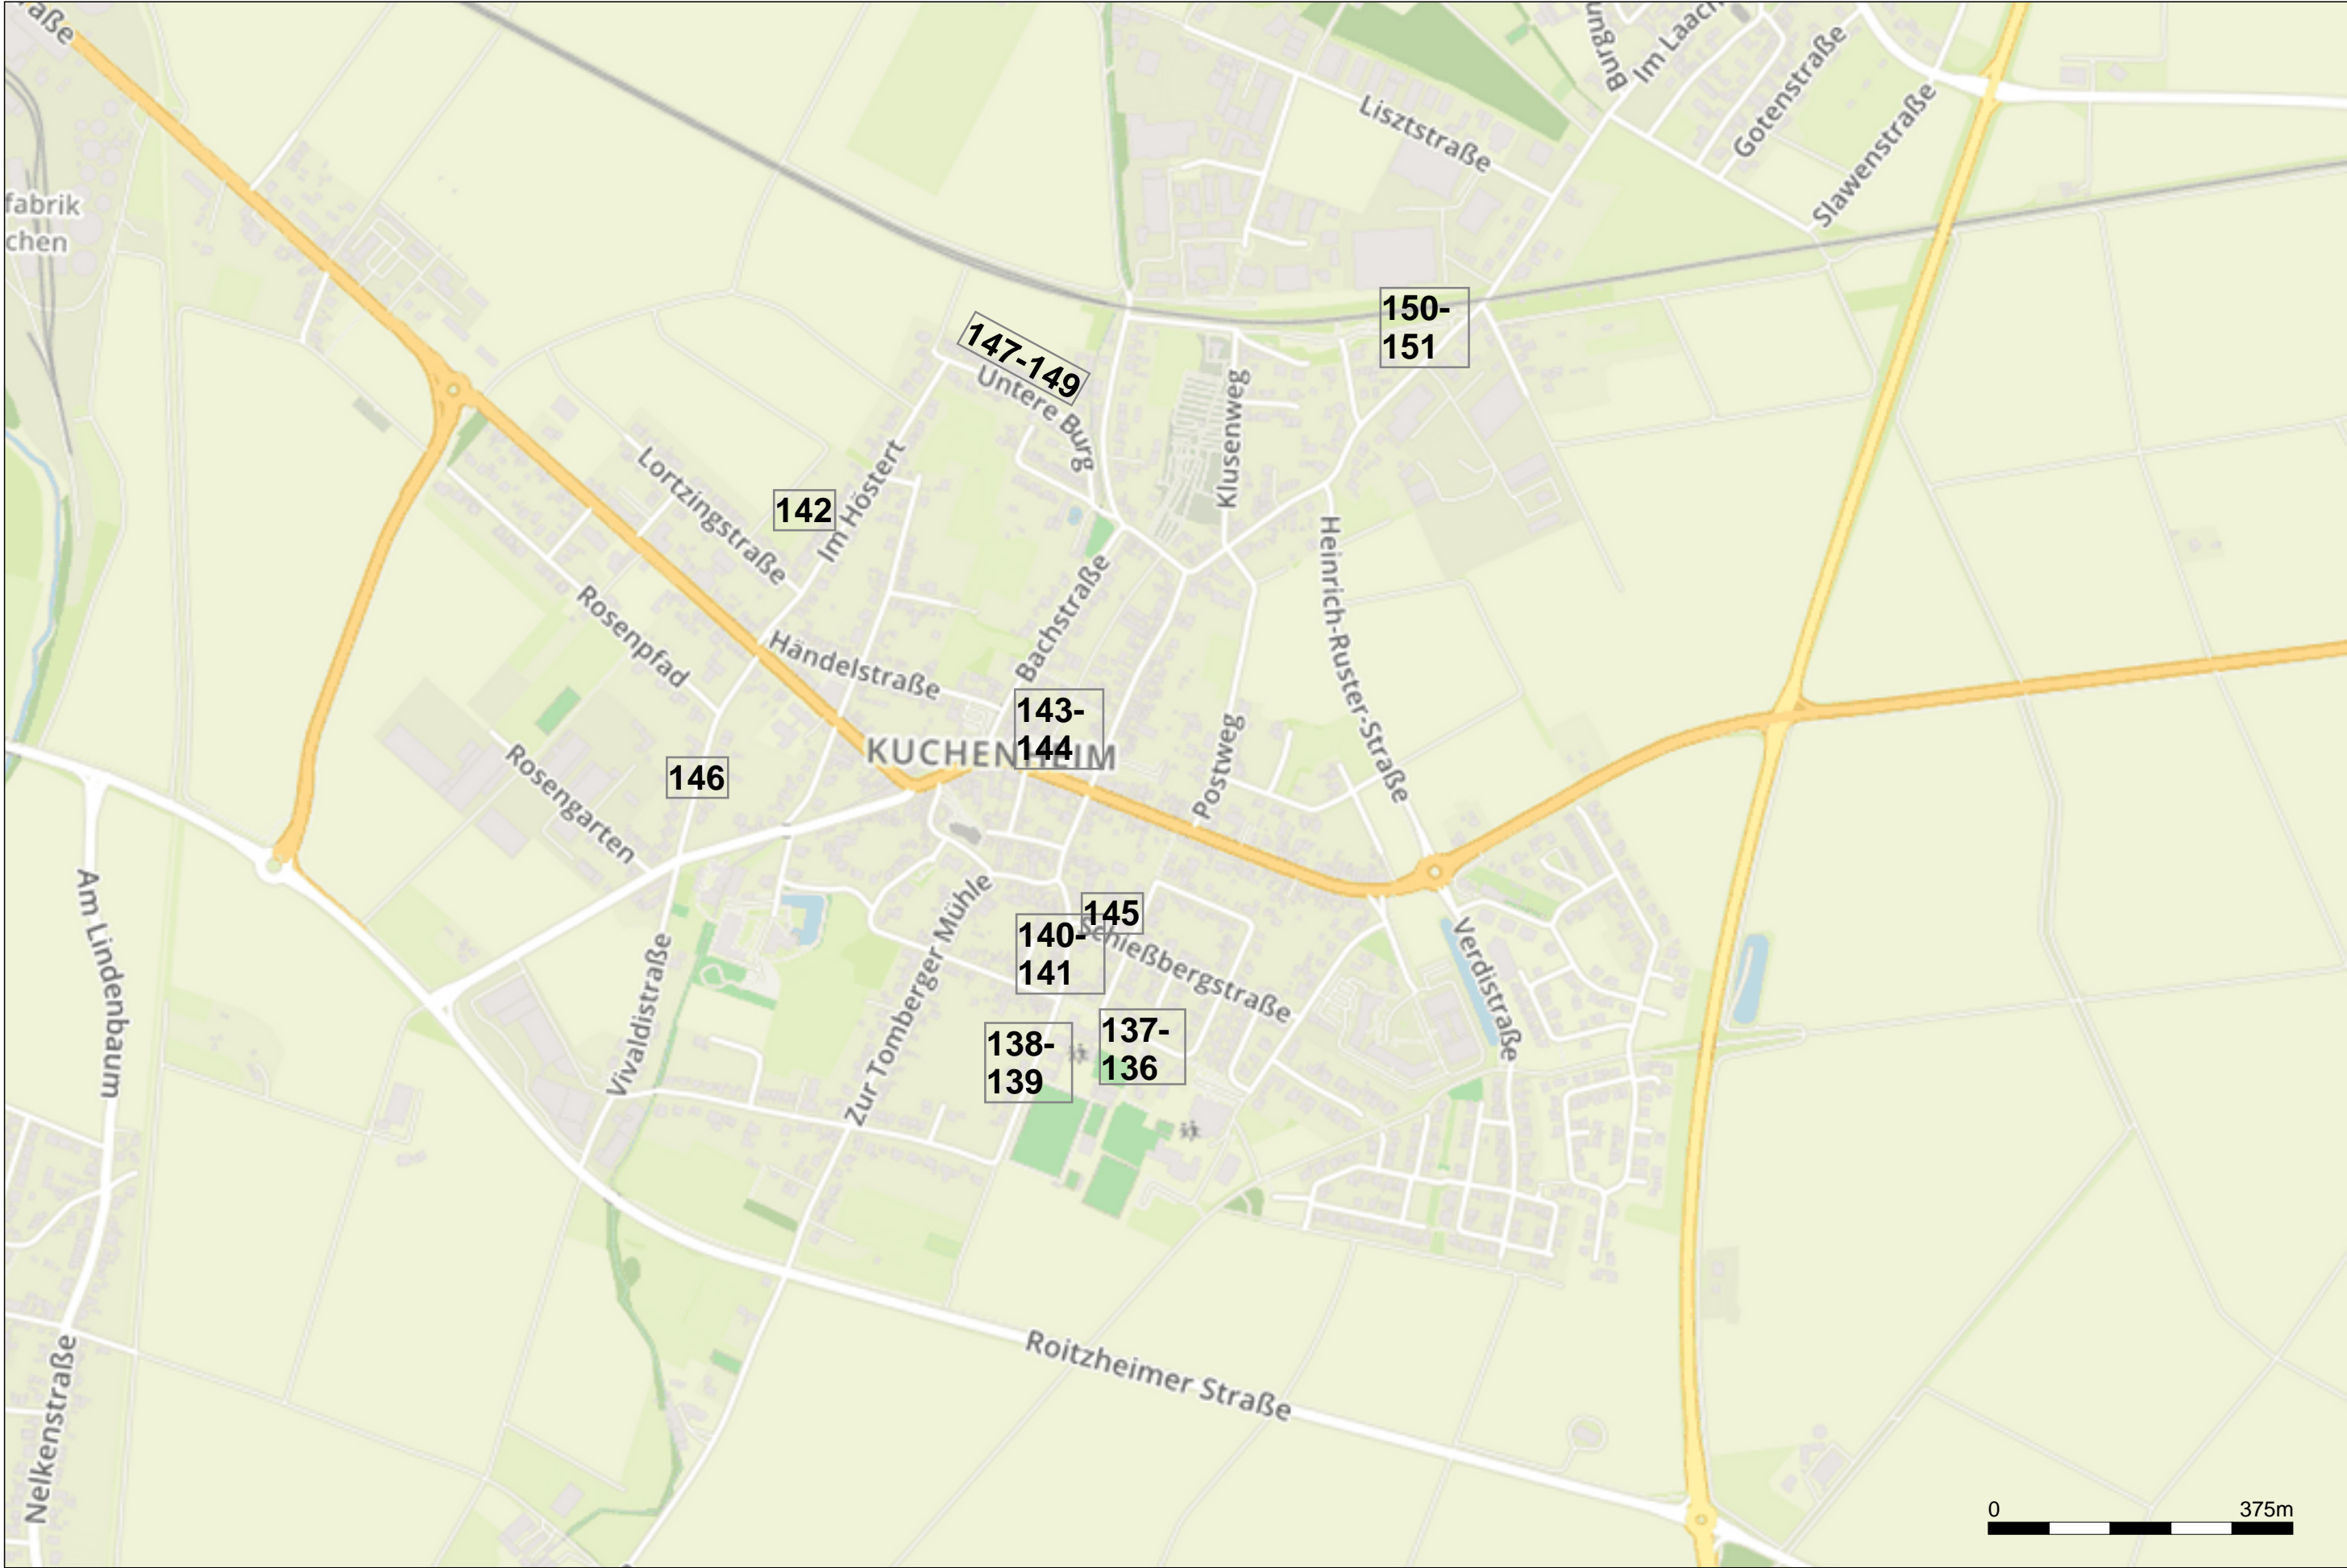 raße
Burgun
Im Laach
Gotenstraße
Lisztstraße
Slawenstraße
fabrik
chen
150-
151
147-149
Untere Burg
Klusenweg
Lortzingstraße
142
Im Höstert
Heinrich-Ruster-Straße
Bachstraße
Rosenpfad
Händelstraße
143-
144
KUCHENHEIM
Postweg
146
Rosengarten
Am Lindenbaum
Zur Tomberger Mühle
145
140-
141
Schießbergstraße
Verdistraße
Vivaldistraße
138-
139
137-
136
Roitzheimer Straße
Nelkenstraße
0 375m